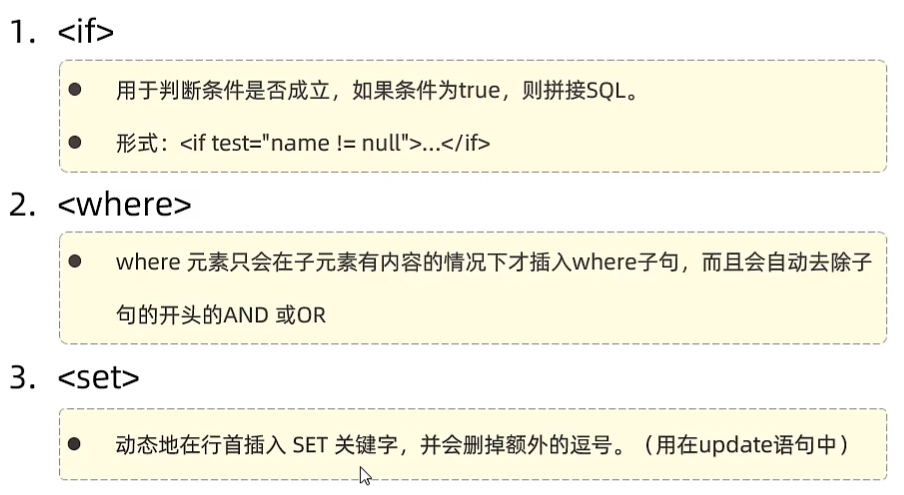 1. <if>
● 用于判断条件是否成立，如果条件为true，则拼接SQL。
● 形式：<if test="name != null">…</if>
2. <where>
● where 元素只会在子元素有内容的情况下才插入where子句，而且会自动去除子
句的开头的AND 或OR
3. <set>
● 动态地在行首插入 SET 关键字，并会删掉额外的逗号。（用在update语句中）